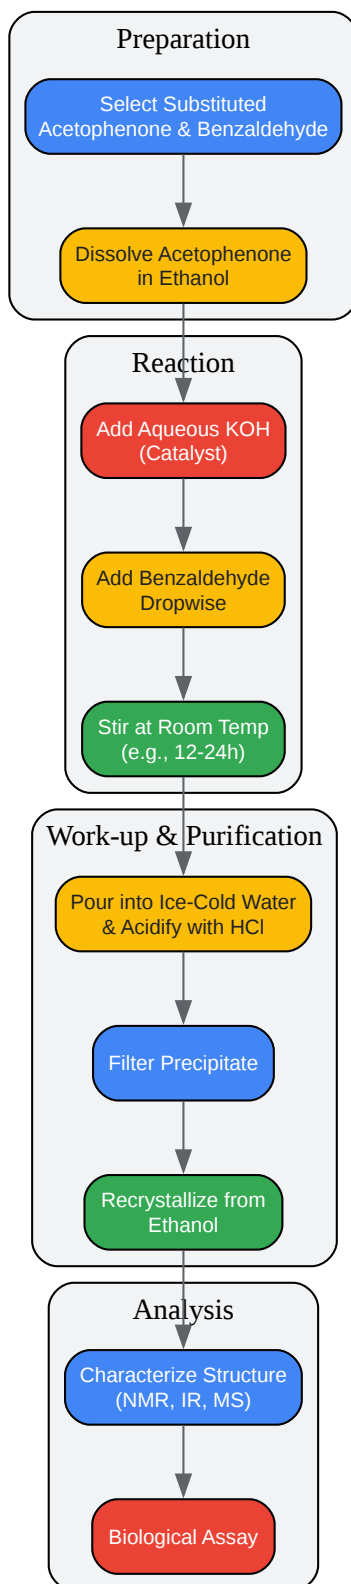 Preparation
Select Substituted
Acetophenone & Benzaldehyde
Dissolve Acetophenone
in Ethanol
Reaction
Add Aqueous KOH
(Catalyst)
Add Benzaldehyde
Dropwise
Stir at Room Temp
(e.g., 12-24h)
Work-up & Purification
Pour into Ice-Cold Water
& Acidify with HCl
Filter Precipitate
Recrystallize from
Ethanol
Analysis
Characterize Structure
(NMR, IR, MS)
Biological Assay